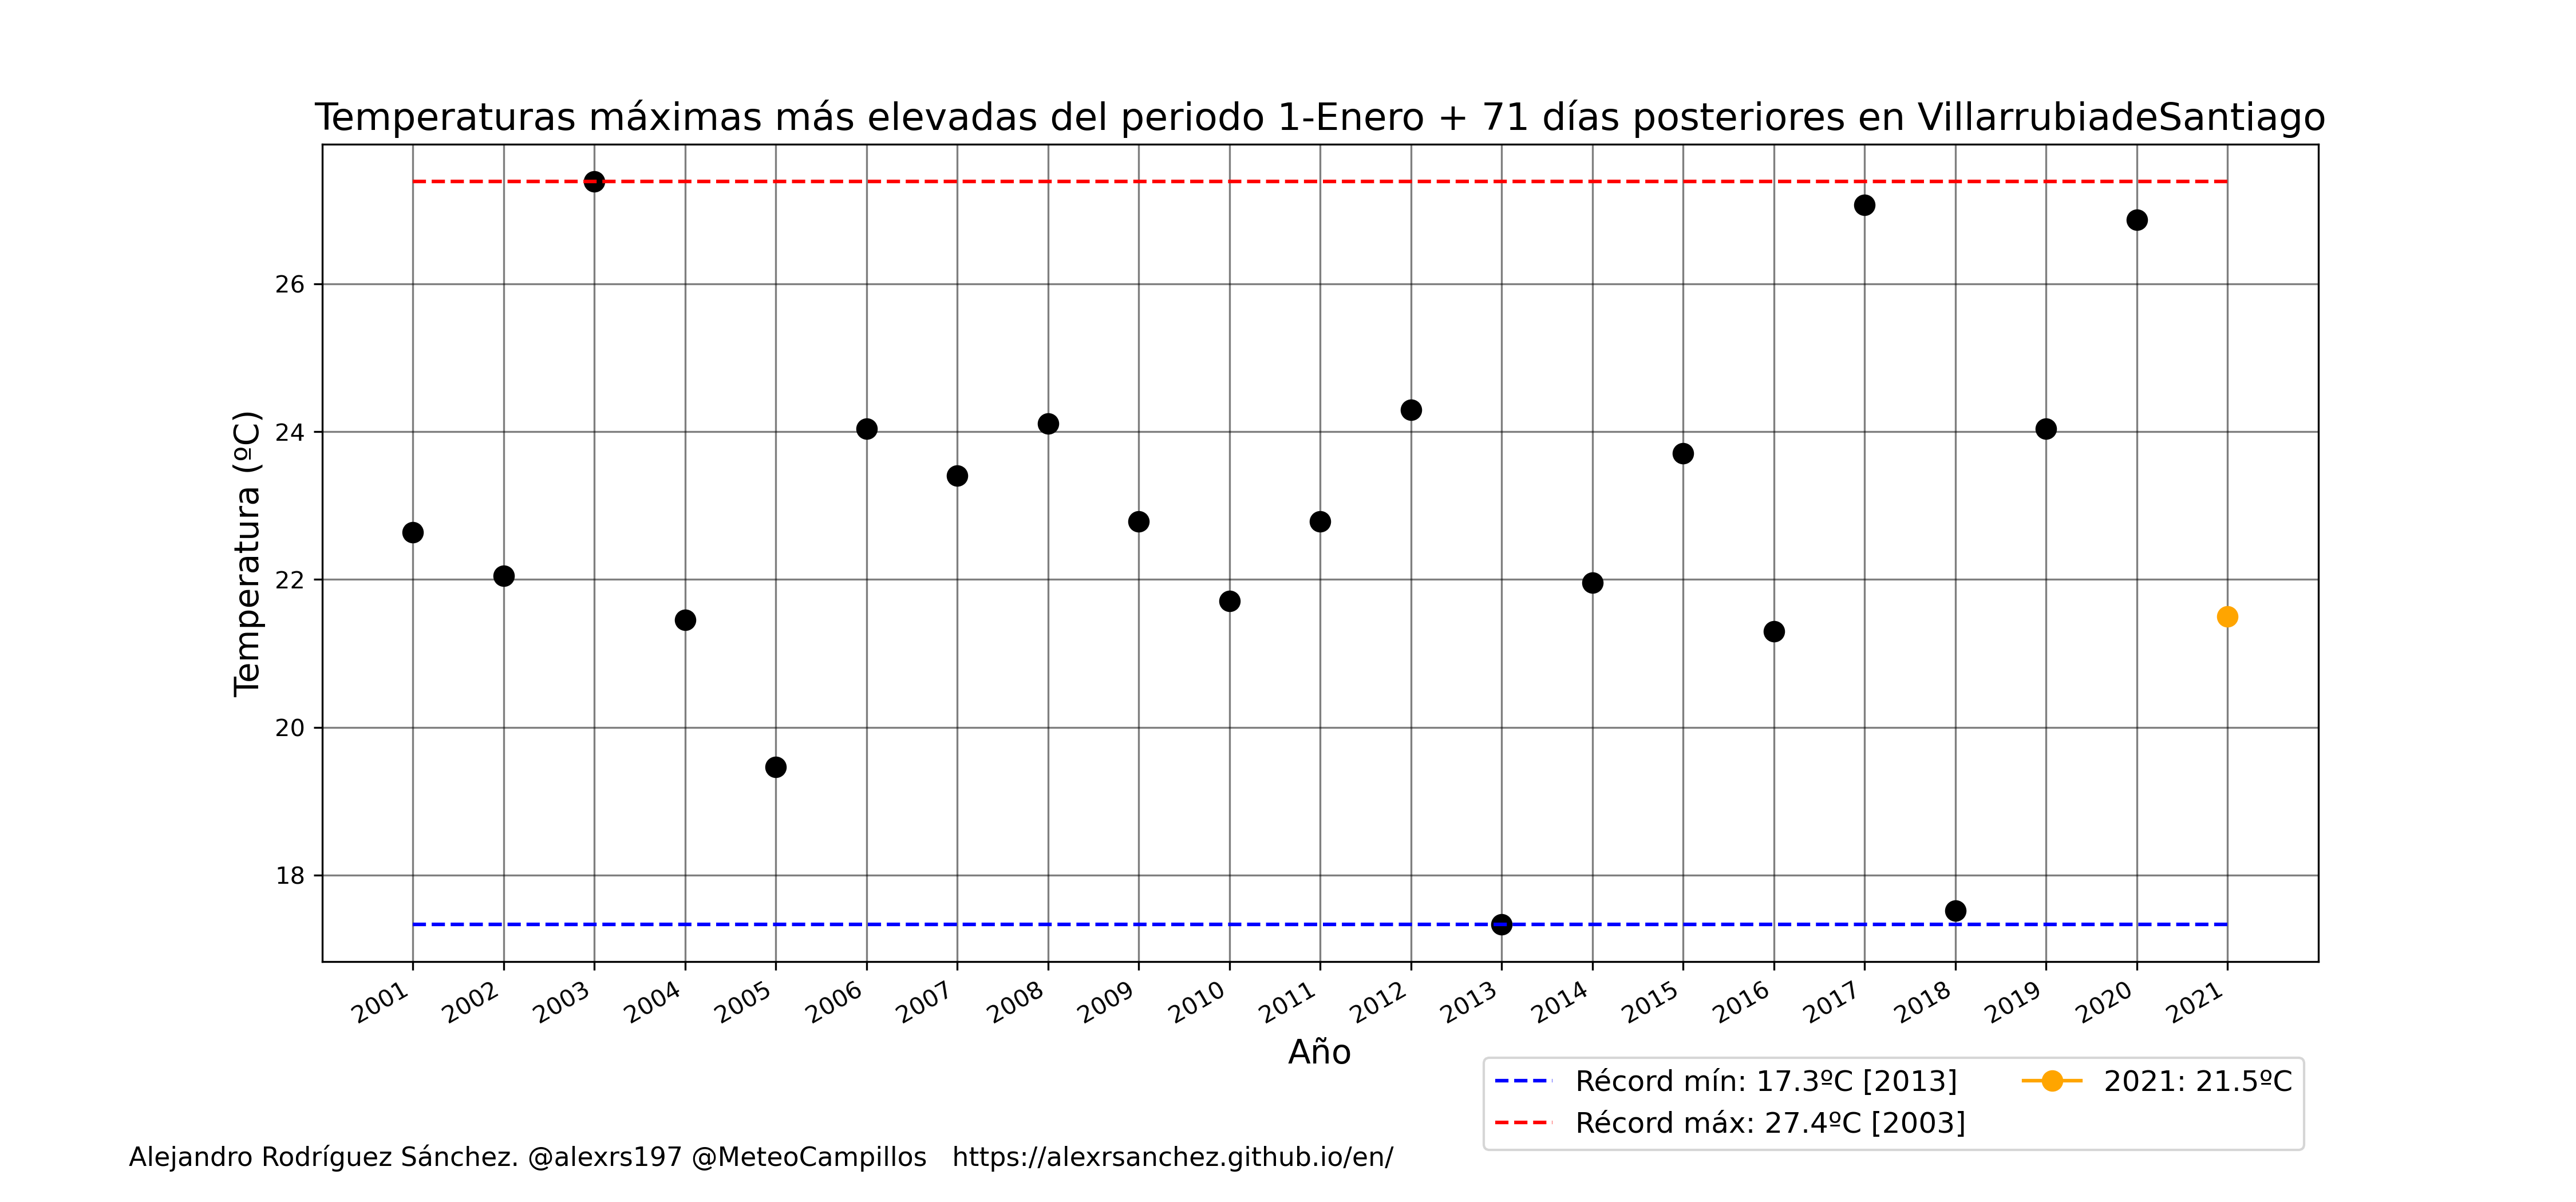 Temperaturas máximas más elevadas del periodo 1-Enero + 71 días posteriores en VillarrubiadeSantiago
Temperatura (ºC)
26
24
22
20
18
2001 2002 2003 2004 2005 2006 2007 2008 2009 2010 2011 2012 2013 2014 2015 2016 2017 2018 2019 2020 2021
Año
Récord mín: 17.3ºC [2013]
Récord máx: 27.4ºC [2003]
2021: 21.5ºC
Alejandro Rodríguez Sánchez. @alexrs197 @MeteoCampillos https://alexrsanchez.github.io/en/